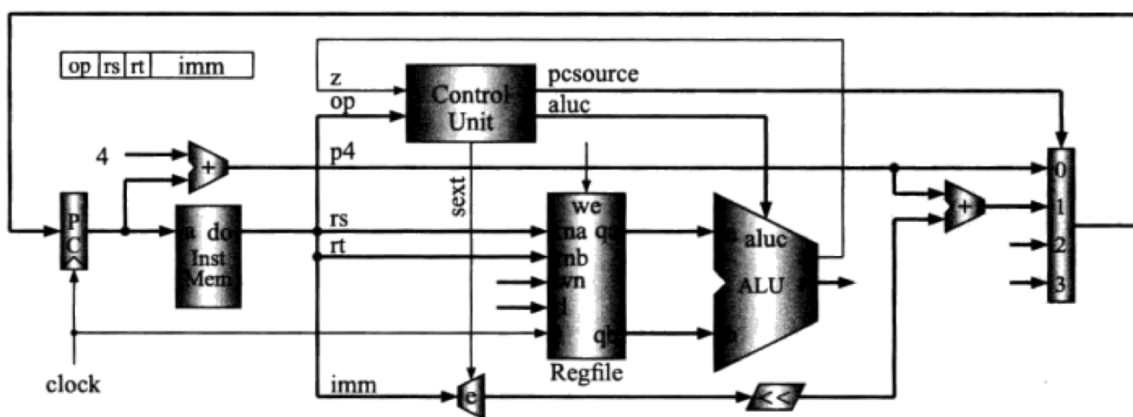 op rs rt imm
z
op
Control
Unit
pcsource
aluc
4
+
p4
sext
0
P
C
a do
Inst
Mem
rs
rt
we
na qa
nb
wn
d
qb
Regfile
a aluc
ALU
b
+
1
2
3
clock
imm
e
<<